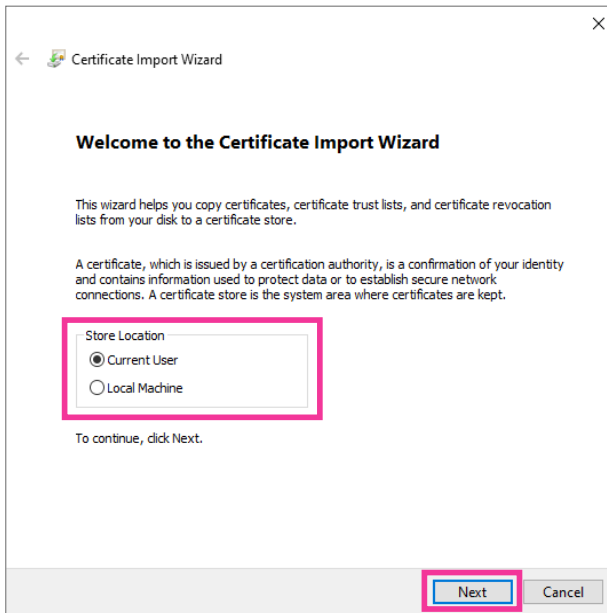 Certificate Import Wizard
Welcome to the Certificate Import Wizard
This wizard helps you copy certificates, certificate trust lists, and certificate revocation
lists from your disk to a certificate store.
A certificate, which is issued by a certification authority, is a confirmation of your identity
and contains information used to protect data or to establish secure network
connections. A certificate store is the system area where certificates are kept.
Store Location
Current User
Local Machine
To continue, click Next.
Next
Cancel